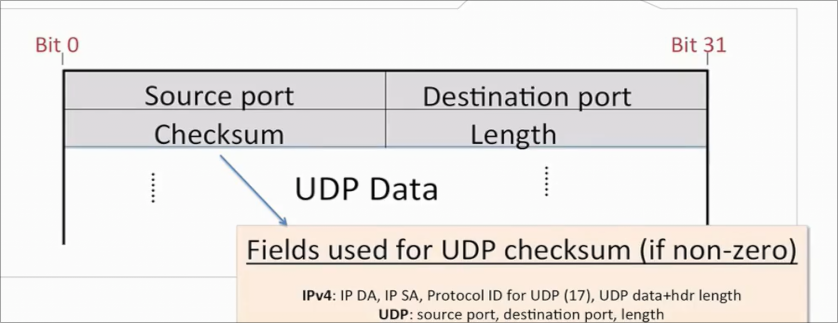 Bit 0 Bit 31
Source port Destination port
Checksum Length
UDP Data
Fields used for UDP checksum (if non-zero)
IPv4: IP DA, IP SA, Protocol ID for UDP (17), UDP data+hdr length
UDP: source port, destination port, length